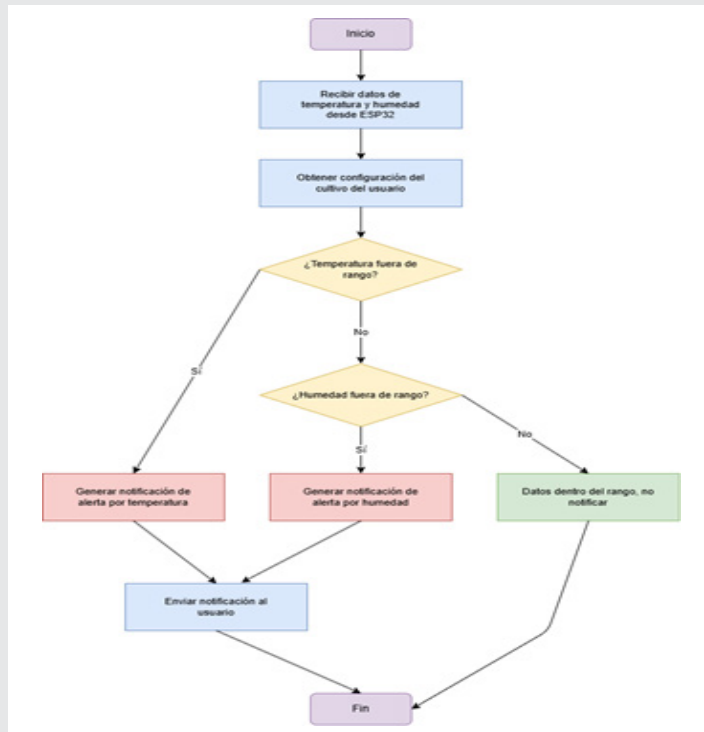 Inicio
Recibir datos de
temperatura y humedad
desde ESP32
Obtener configuración del
cultivo del usuario
¿Temperatura fuera de
rango?
No
Sí
¿Humedad fuera de rango?
No
Sí
Generar notificación de
alerta por temperatura
Generar notificación de
alerta por humedad
Datos dentro del rango, no
notificar
Enviar notificación al
usuario
Fin